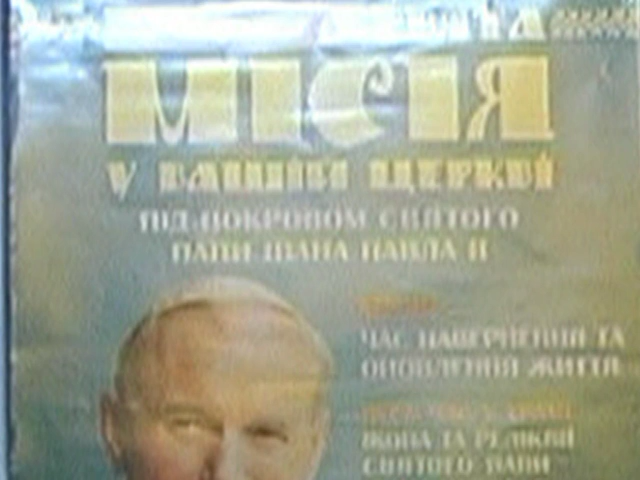 МІСІЯ
У ВАШІЙ ЦЕРКВІ
ПІД ПОКРОВОМ СВЯТОГО
ПАПИ ІВАНА ПАВЛА ІІ
ЧАС НАВЕРНЕННЯ ТА
ОНОВЛЕННЯ ЖИТТЯ
ІКОНА ТА РЕЛІКВІЇ
СВЯТОГО ПАПИ